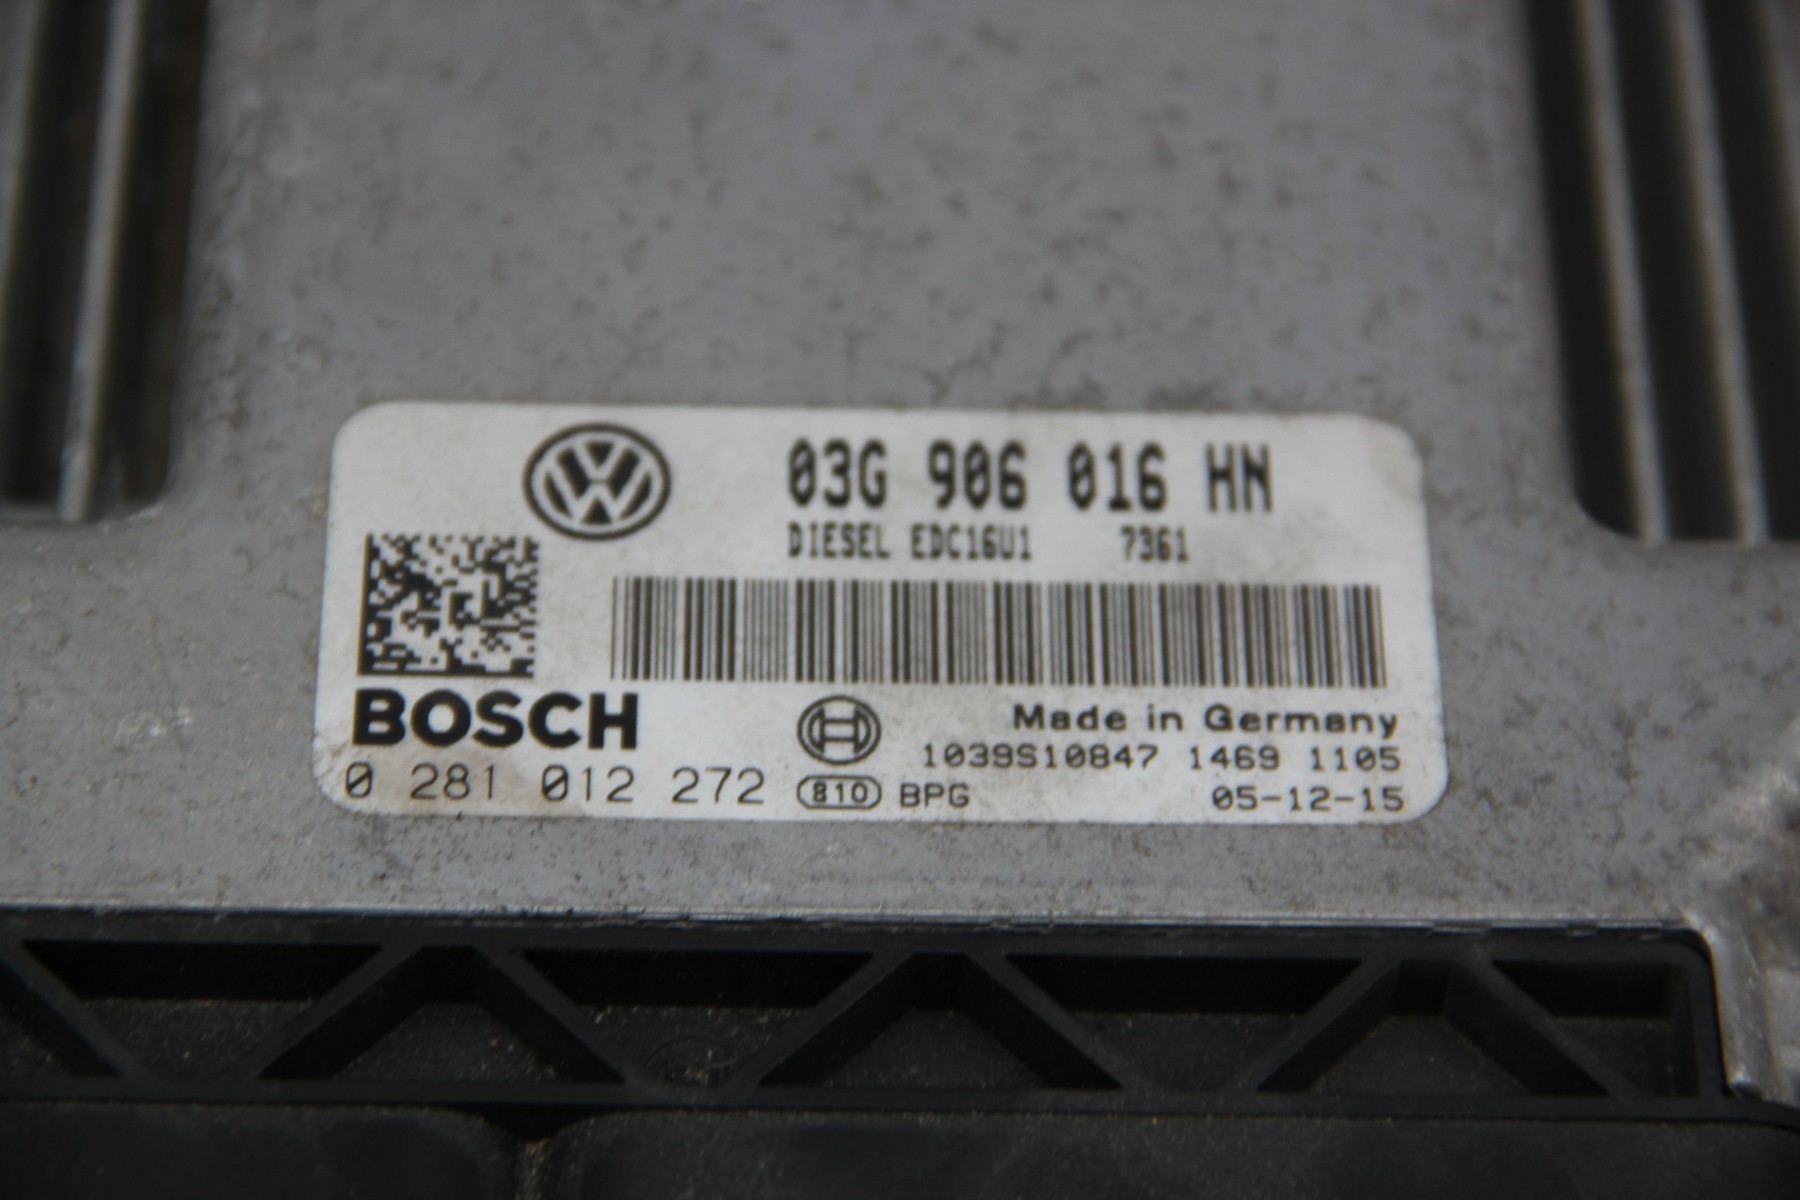 03G 906 016 HN
DIESEL EDC16U1 7361
BOSCH
Made in Germany
1039S10847 1469 1105
0 281 012 272
810 BPG
05-12-15